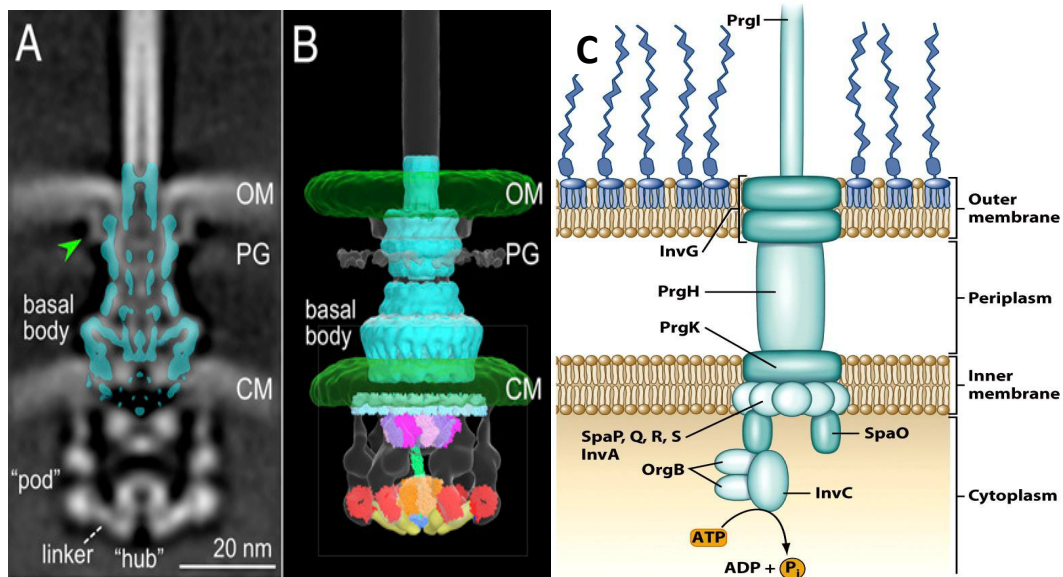 A
OM
PG
basal
body
CM
"pod"
linker
"hub"
20 nm
B
OM
PG
basal
body
CM
C
PrgI
InvG
PrgH
PrgK
SpaP, Q, R, S
InvA
SpaO
OrgB
InvC
ATP
ADP + Pi
Outer
membrane
Periplasm
Inner
membrane
Cytoplasm